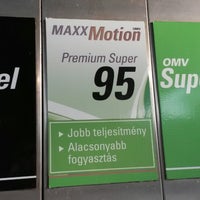 MAXXMotion
Premium Super
95
Jobb teljesítmény
Alacsonyabb
fogyasztás
el
OMV
Supe